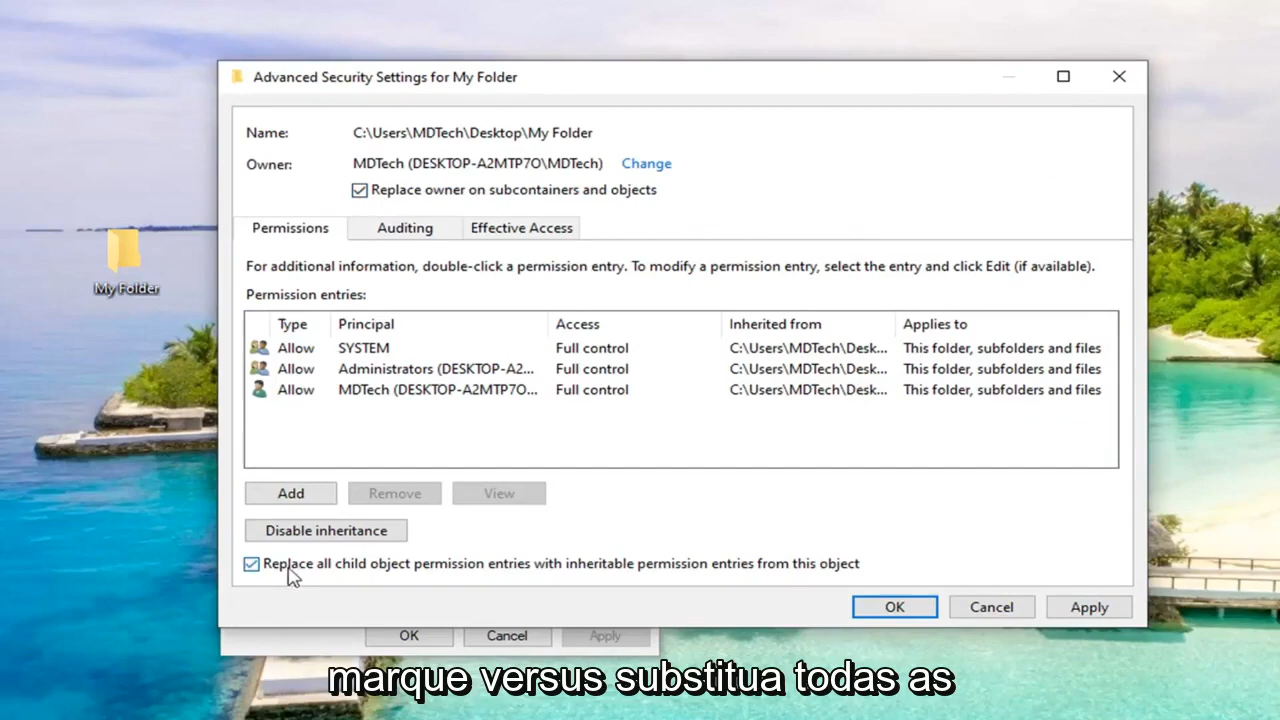 Advanced Security Settings for My Folder
Name: C:\Users\MDTech\Desktop\My Folder
Owner: MDTech (DESKTOP-A2MTP7O\MDTech) Change
Replace owner on subcontainers and objects
Permissions Auditing Effective Access
For additional information, double-click a permission entry. To modify a permission entry, select the entry and click Edit (if available).
Permission entries:
Type Principal Access Inherited from Applies to
Allow SYSTEM Full control C:\Users\MDTech\Desk... This folder, subfolders and files
Allow Administrators (DESKTOP-A2... Full control C:\Users\MDTech\Desk... This folder, subfolders and files
Allow MDTech (DESKTOP-A2MTP7O... Full control C:\Users\MDTech\Desk... This folder, subfolders and files
My Folder
Add Remove View
Disable inheritance
Replace all child object permission entries with inheritable permission entries from this object
OK Cancel Apply
OK Cancel Apply
marque versus substitua todas as